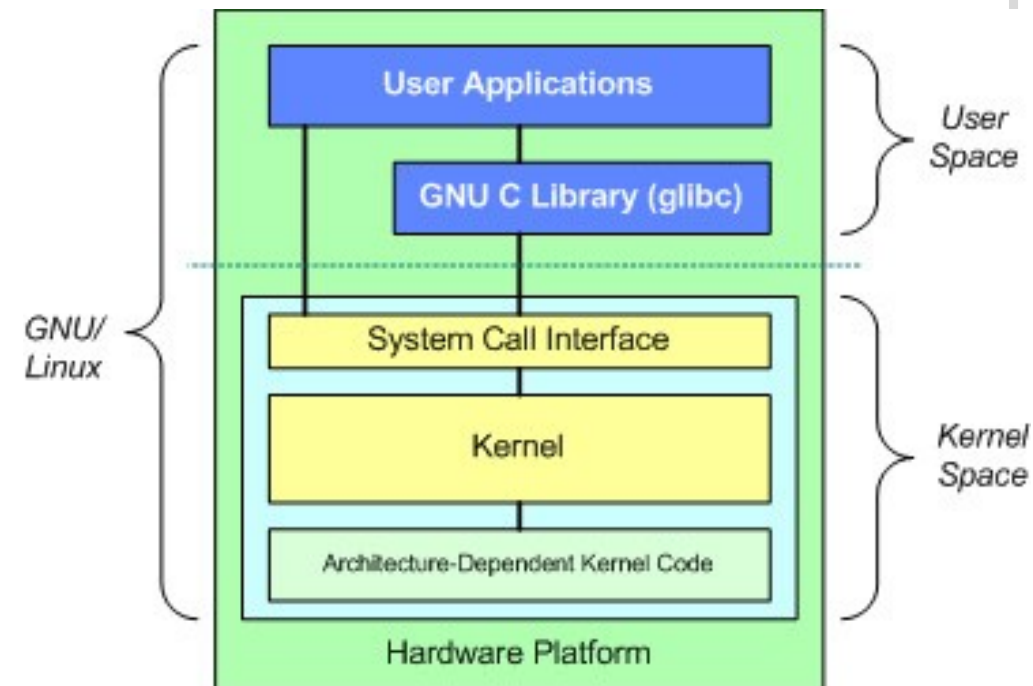 User Applications
User
Space
GNU C Library (glibc)
GNU/
Linux
System Call Interface
Kernel
Kernel
Space
Architecture-Dependent Kernel Code
Hardware Platform